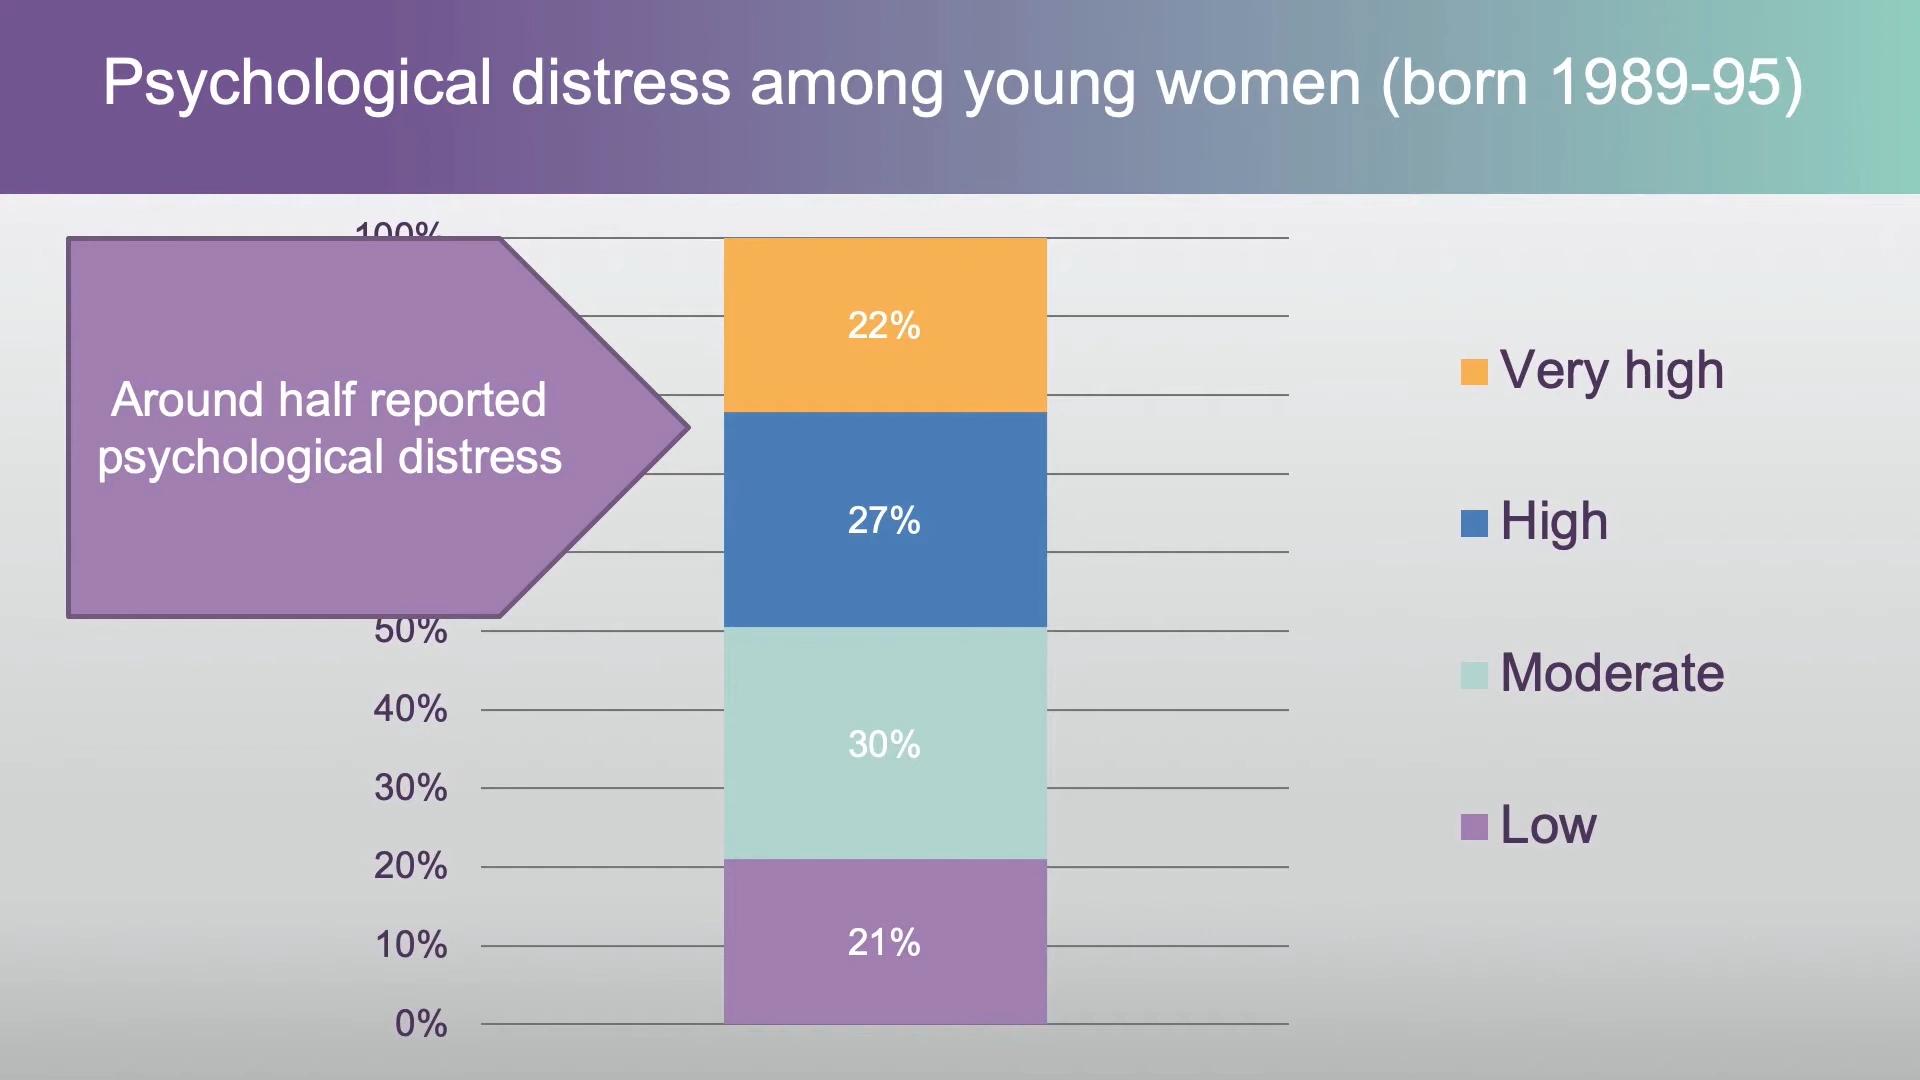 Psychological distress among young women (born 1989-95)
100%
Around half reported
psychological distress
50%
40%
30%
20%
10%
0%
22%
27%
30%
21%
Very high
High
Moderate
Low